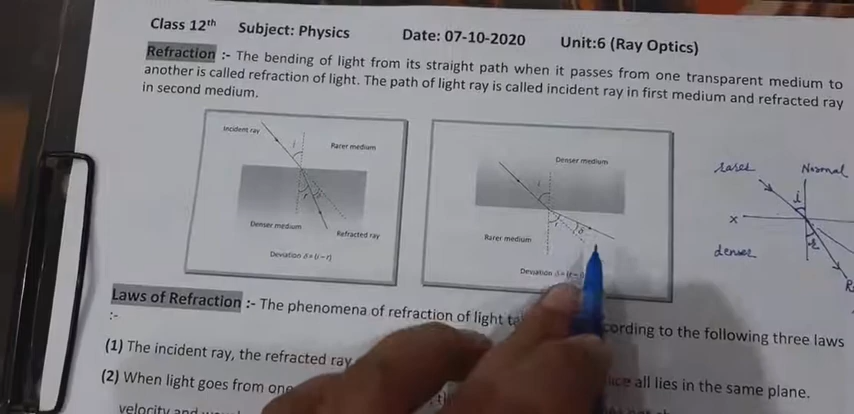 Class 12th Subject: Physics Date: 07-10-2020 Unit:6 (Ray Optics)
Refraction :- The bending of light from its straight path when it passes from one transparent medium to
another is called refraction of light. The path of light ray is called incident ray in first medium and refracted ray
in second medium.
Incident ray
i
Rarer medium
r
δ
Denser medium
Refracted ray
Deviation δ = (i – r)
Denser medium
i
r
δ
Rarer medium
Deviation δ = (r –
rarer Normal
i
x
denser r
R
Laws of Refraction :- The phenomena of refraction of light cording to the following three laws
:-
(1) The incident ray, the refracted ray all lies in the same plane.
(2) When light goes from one
velocity and